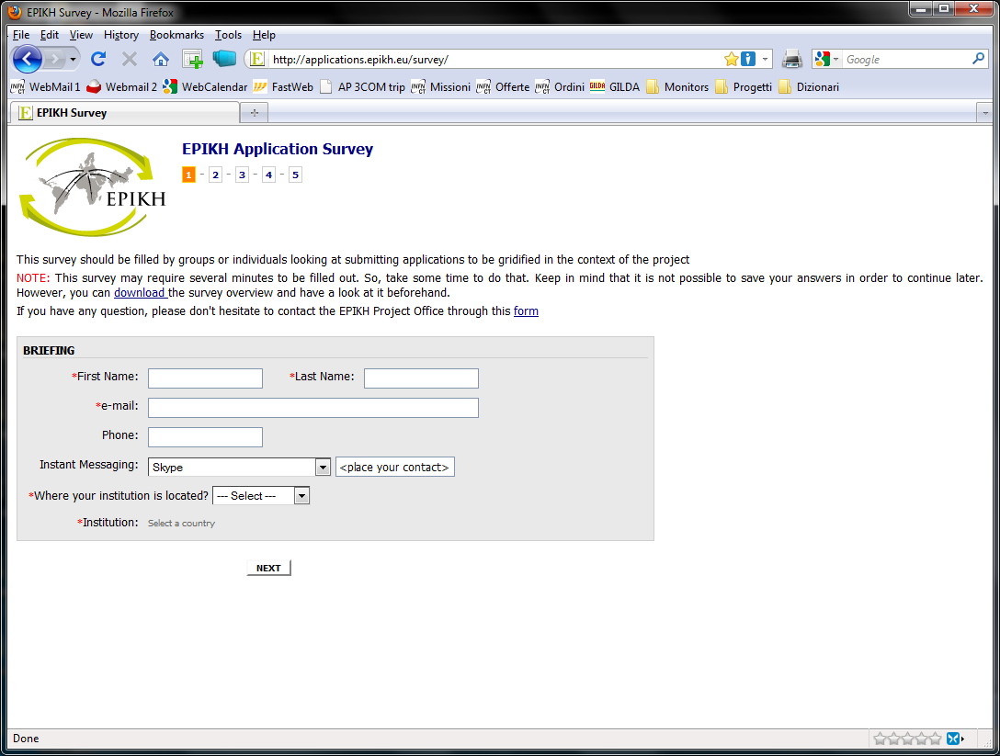 EPIKH Survey - Mozilla Firefox
File Edit View History Bookmarks Tools Help
E http://applications.epikh.eu/survey/ Google
WebMail 1 Webmail 2 WebCalendar FastWeb AP 3COM trip Missioni Offerte Ordini GILDA GILDA Monitors Progetti Dizionari
E EPIKH Survey
EPIKH
EPIKH Application Survey
1 - 2 - 3 - 4 - 5
This survey should be filled by groups or individuals looking at submitting applications to be gridified in the context of the project
NOTE: This survey may require several minutes to be filled out. So, take some time to do that. Keep in mind that it is not possible to save your answers in order to continue later.
However, you can download the survey overview and have a look at it beforehand.
If you have any question, please don't hesitate to contact the EPIKH Project Office through this form
BRIEFING
*First Name: *Last Name:
*e-mail:
Phone:
Instant Messaging: Skype <place your contact>
*Where your institution is located? --- Select ---
*Institution: Select a country
NEXT
Done